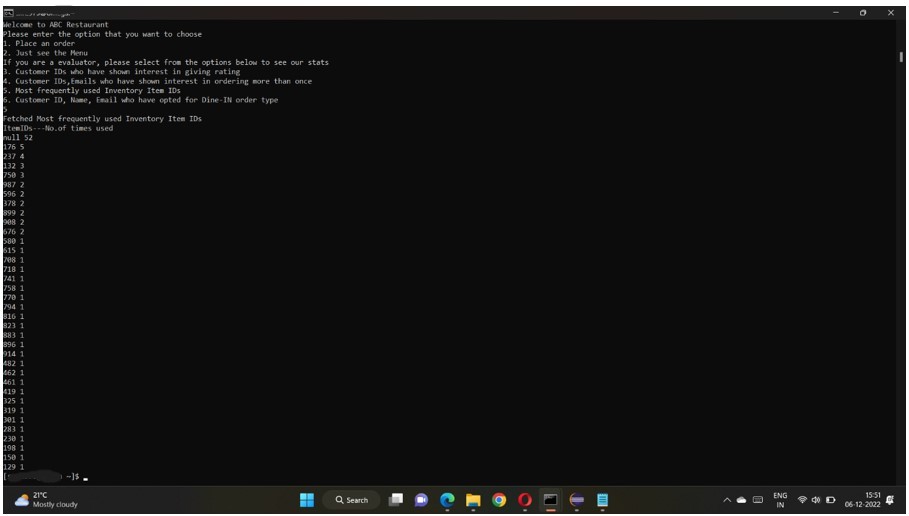 Welcome to ABC Restaurant
Please enter the option that you want to choose
1. Place an order
2. Just see the Menu
If you are a evaluator, please select from the options below to see our stats
3. Customer IDs who have shown interest in giving rating
4. Customer IDs,Emails who have shown interest in ordering more than once
5. Most frequently used Inventory Item IDs
6. Customer ID, Name, Email who have opted for Dine-IN order type
5
Fetched Most frequently used Inventory Item IDs
ItemIDs---No.of times used
null 52
176 5
237 4
132 3
750 3
987 2
596 2
378 2
899 2
908 2
676 2
580 1
615 1
708 1
718 1
741 1
758 1
770 1
794 1
816 1
823 1
883 1
896 1
914 1
482 1
462 1
461 1
419 1
325 1
319 1
301 1
283 1
230 1
198 1
150 1
129 1
[ ~]$
21°C
Mostly cloudy
Search
ENG
IN
15:51
06-12-2022